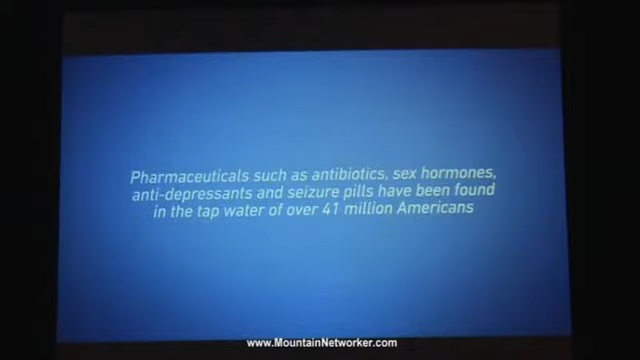 Pharmaceuticals such as antibiotics, sex hormones,
anti-depressants and seizure pills have been found
in the tap water of over 41 million Americans
www.MountainNetworker.com